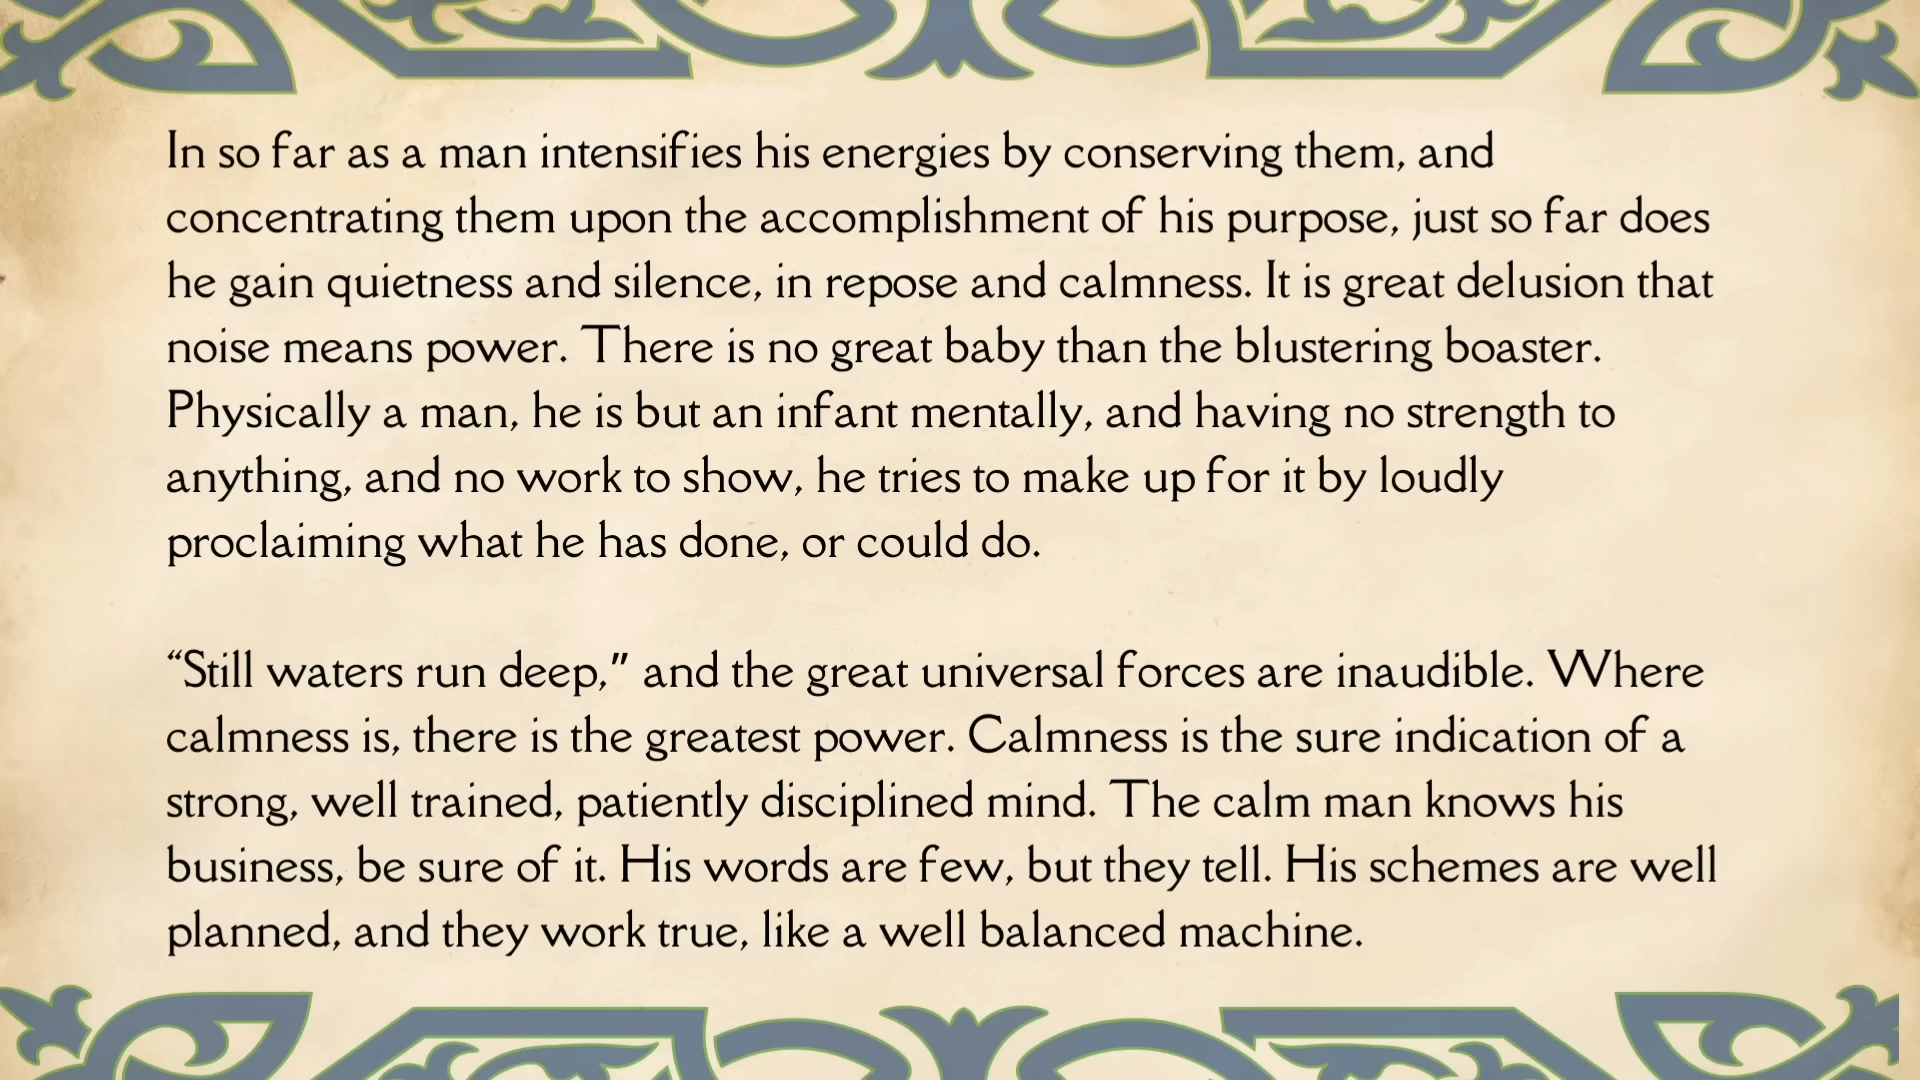 In so far as a man intensifies his energies by conserving them, and
concentrating them upon the accomplishment of his purpose, just so far does
he gain quietness and silence, in repose and calmness. It is great delusion that
noise means power. There is no great baby than the blustering boaster.
Physically a man, he is but an infant mentally, and having no strength to
anything, and no work to show, he tries to make up for it by loudly
proclaiming what he has done, or could do.
“Still waters run deep,” and the great universal forces are inaudible. Where
calmness is, there is the greatest power. Calmness is the sure indication of a
strong, well trained, patiently disciplined mind. The calm man knows his
business, be sure of it. His words are few, but they tell. His schemes are well
planned, and they work true, like a well balanced machine.